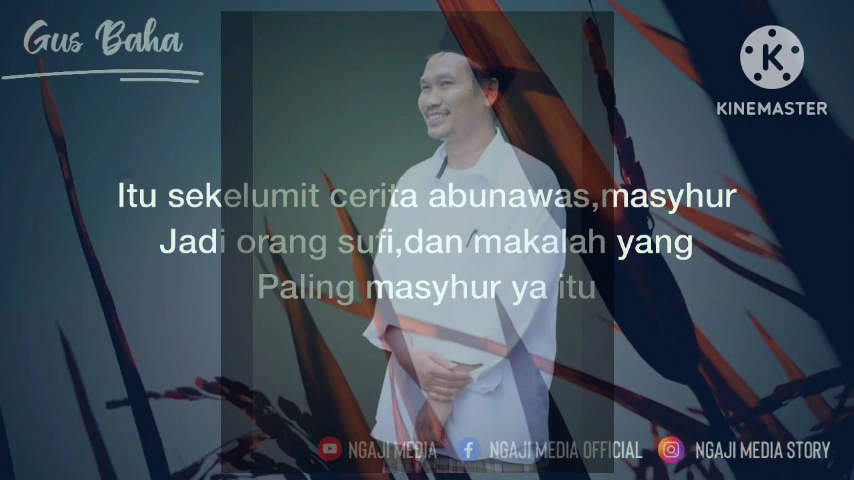 Gus Baha
KINEMASTER
Itu sekelumit cerita abunawas,masyhur
Jadi orang sufi,dan makalah yang
Paling masyhur ya itu
NGAJI MEDIA NGAJI MEDIA OFFICIAL NGAJI MEDIA STORY